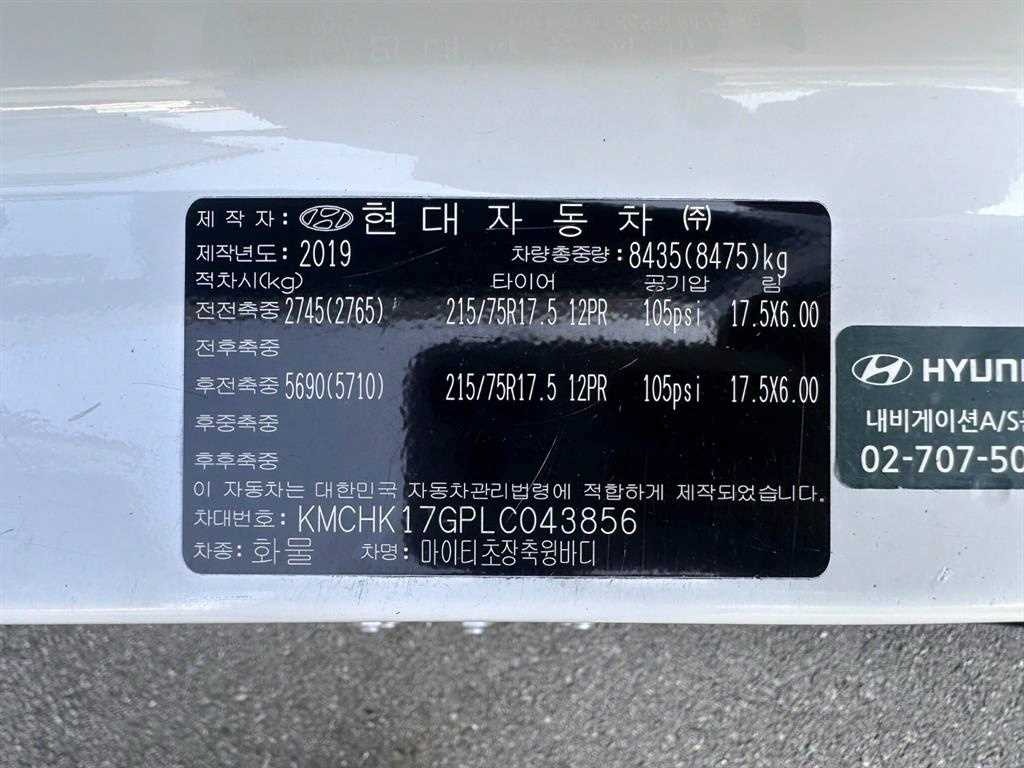 제 작 자: 현대자동차 ㈜
제작년도: 2019 차량총중량: 8435(8475)kg
적차시(kg) 타이어 공기압 림
전전축중 2745(2765) 215/75R17.5 12PR 105psi 17.5X6.00
전후축중
후전축중 5690(5710) 215/75R17.5 12PR 105psi 17.5X6.00
후중축중
후후축중
이 자동차는 대한민국 자동차관리법령에 적합하게 제작되었습니다.
차대번호: KMCHK17GPLC043856
차종: 화물 차명: 마이티초장축윙바디
HYUN
내비게이션A/S
02-707-50